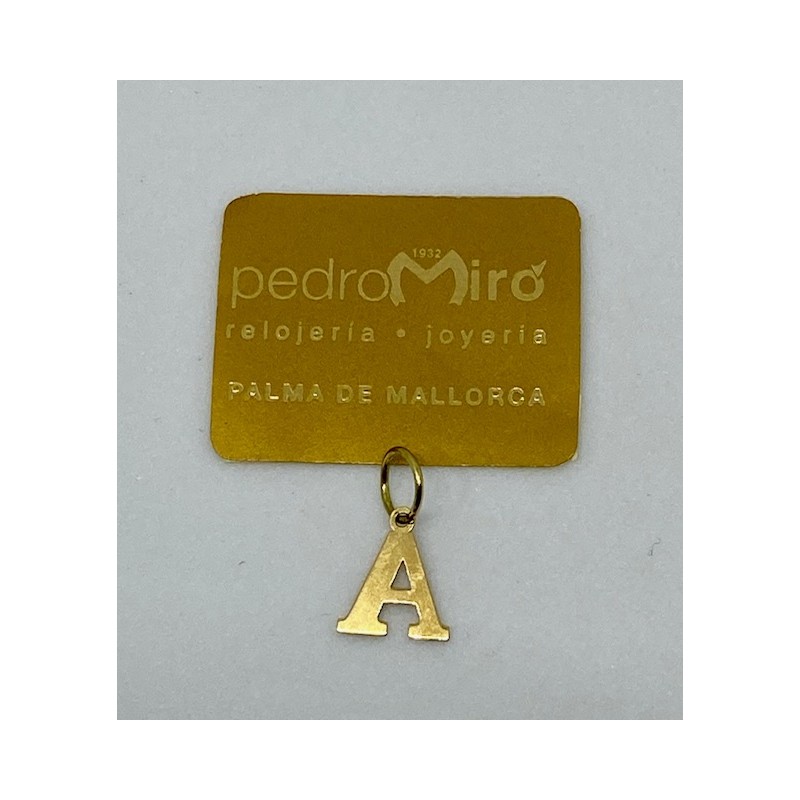 1932
pedroMiró
relojería • joyería
PALMA DE MALLORCA
A